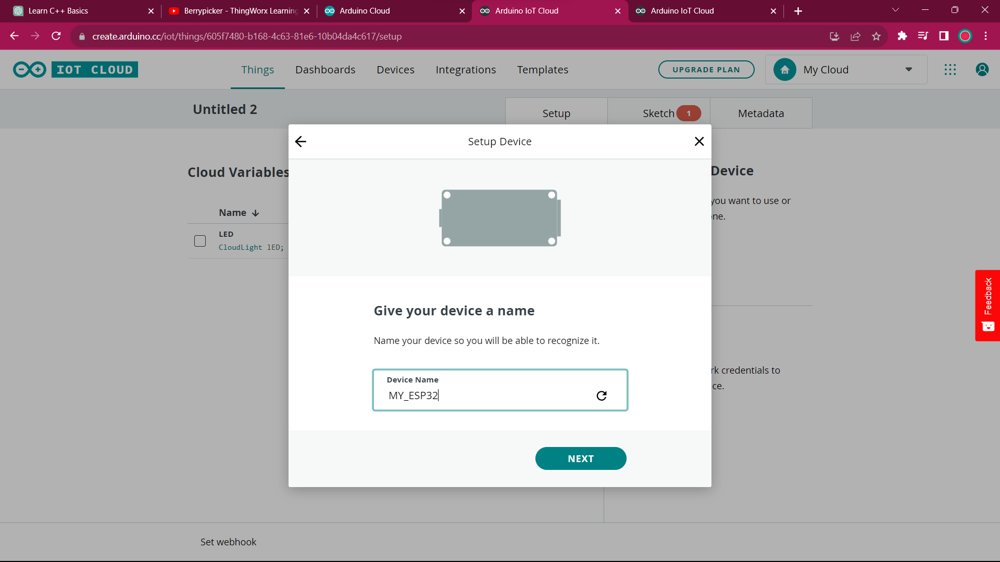 Learn C++ Basics
Berrypicker - ThingWorx Learning
Arduino Cloud
Arduino IoT Cloud
Arduino IoT Cloud
create.arduino.cc/iot/things/605f7480-b168-4c63-81e6-10b04da4c617/setup
IOT CLOUD
Things
Dashboards
Devices
Integrations
Templates
UPGRADE PLAN
My Cloud
Untitled 2
Setup
Sketch 1
Metadata
Setup Device
Cloud Variables
Device
you want to use or
ne.
Name
LED
CloudLight lED;
Feedback
Give your device a name
Name your device so you will be able to recognize it.
rk credentials to
ce.
Device Name
MY_ESP32
NEXT
Set webhook